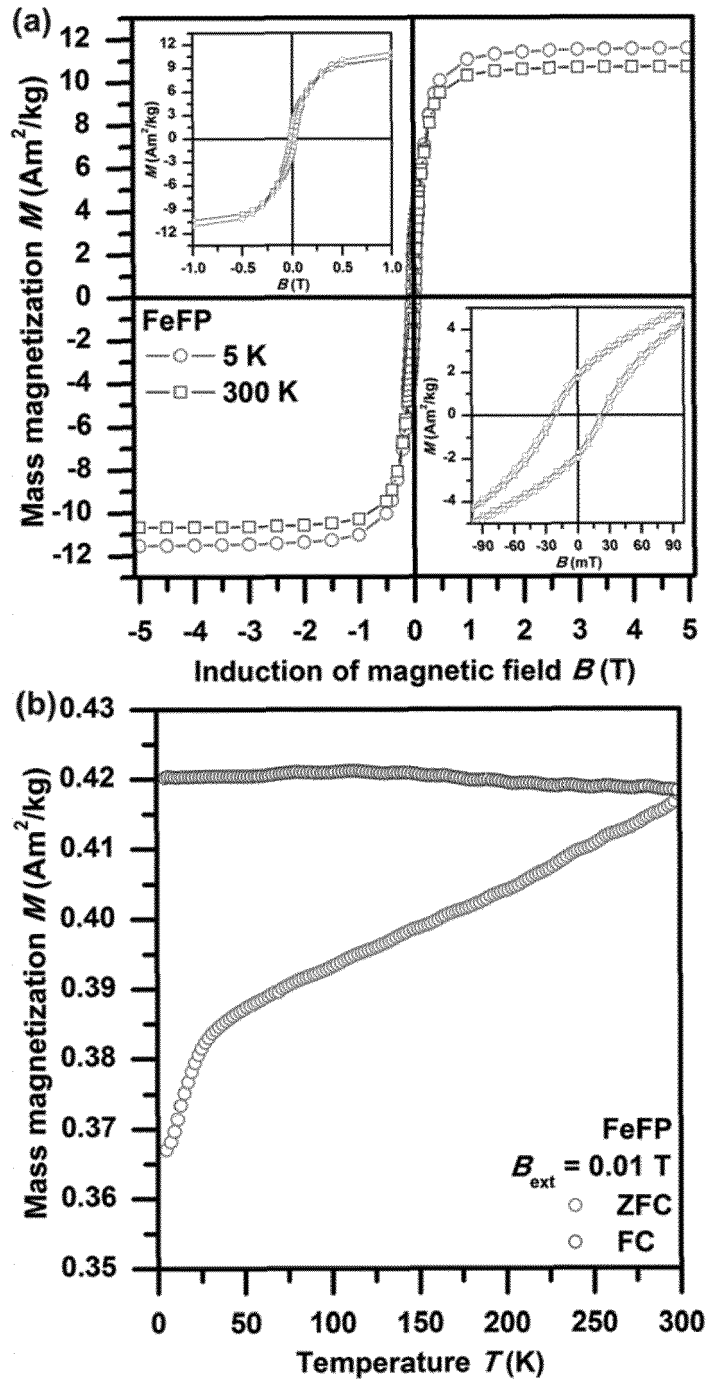 (a)
Mass magnetization M (Am²/kg)
12
10
8
6
4
2
0
-2
-4
-6
-8
-10
-12
M (Am²/kg)
12
9
6
3
0
-3
-6
-9
-12
-1.0 -0.5 0.0 0.5 1.0
B (T)
FeFP
5 K
300 K
M (Am²/kg)
4
2
0
-2
-4
-90 -60 -30 0 30 60 90
B (mT)
-5 -4 -3 -2 -1 0 1 2 3 4 5
Induction of magnetic field B (T)
(b)
Mass magnetization M (Am²/kg)
0.43
0.42
0.41
0.40
0.39
0.38
0.37
0.36
0.35
FeFP
Bext = 0.01 T
ZFC
FC
0 50 100 150 200 250 300
Temperature T (K)